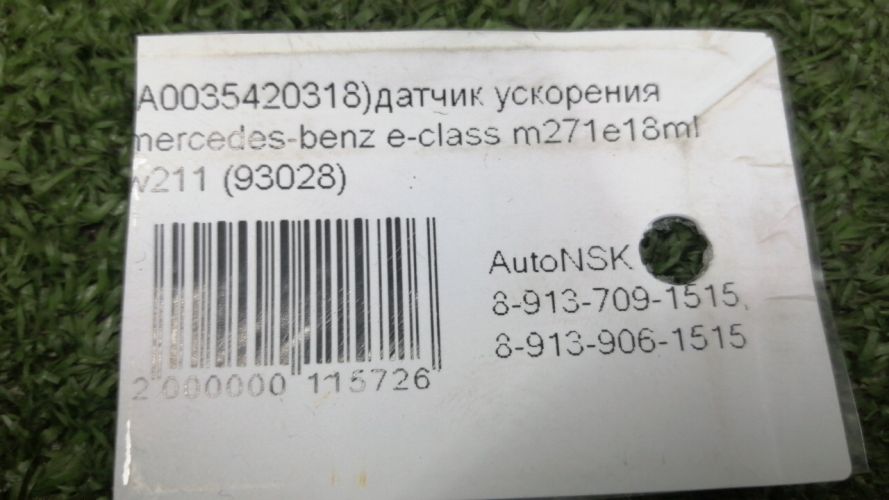 (A0035420318)датчик ускорения
mercedes-benz e-class m271e18ml
w211 (93028)
AutoNSK
8-913-709-1515,
8-913-906-1515
2 000000 115726